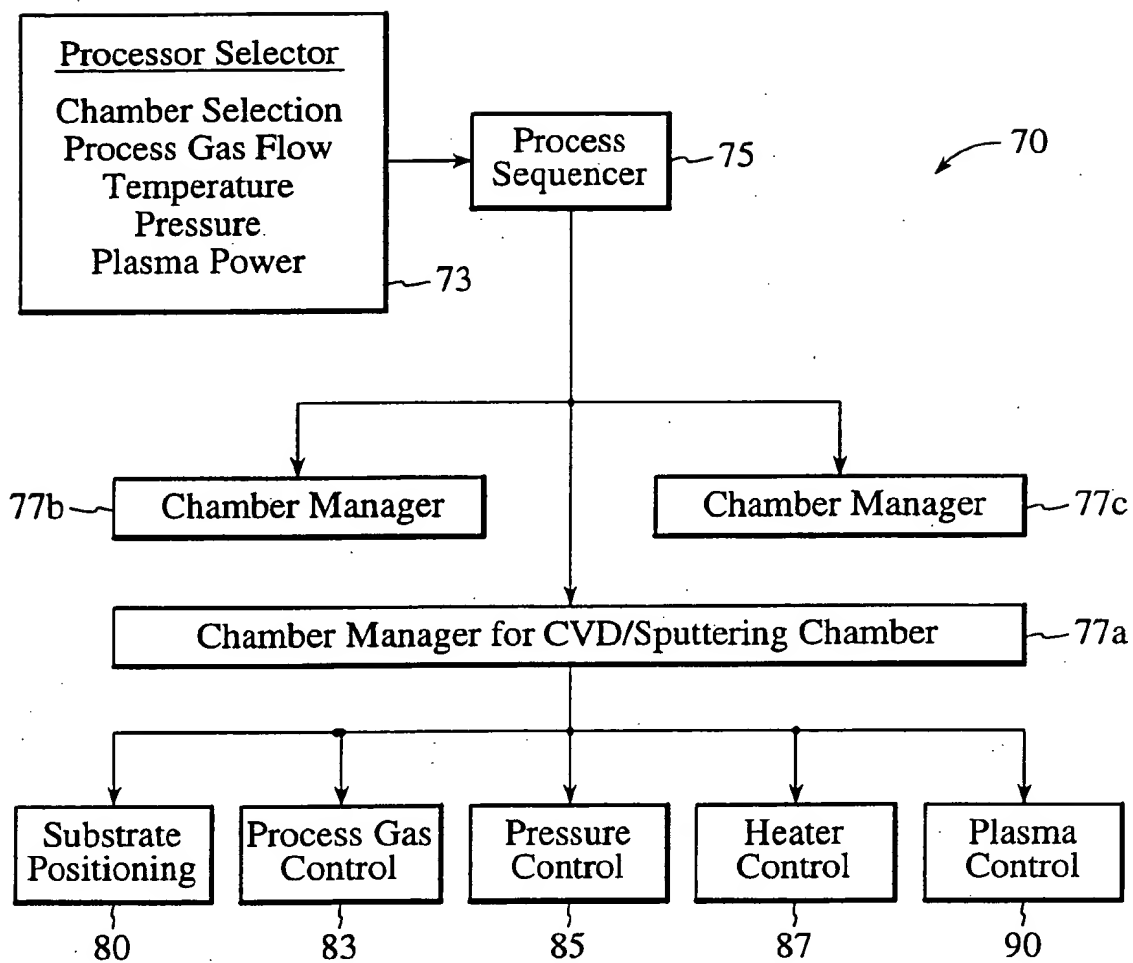 Processor Selector
Chamber Selection
Process Gas Flow
Temperature
Pressure
Plasma Power
73
Process
Sequencer
75
70
77b
Chamber Manager
Chamber Manager
77c
Chamber Manager for CVD/Sputtering Chamber
77a
Substrate
Positioning
Process Gas
Control
Pressure
Control
Heater
Control
Plasma
Control
80
83
85
87
90